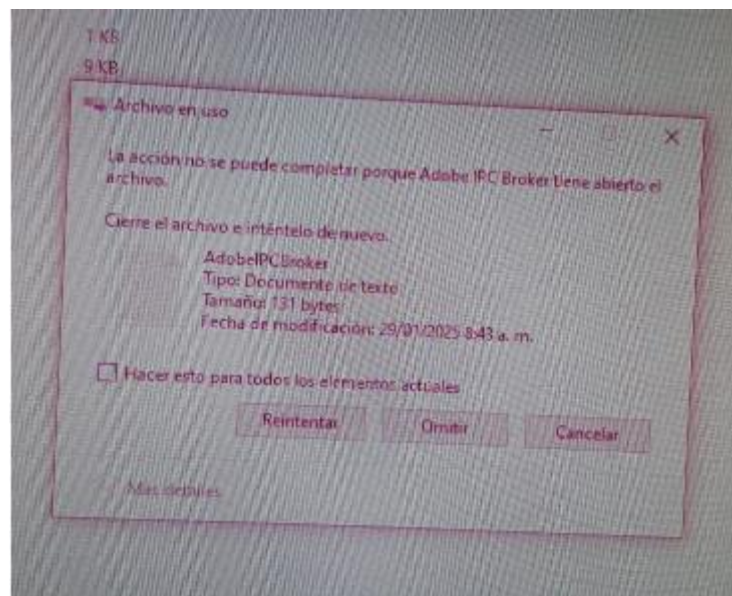 1 KB
9 KB
Archivo en uso
La acción no se puede completar porque Adobe IPC Broker tiene abierto el
archivo.
Cierre el archivo e inténtelo de nuevo.
AdobeIPCBroker
Tipo: Documento de texto
Tamaño: 131 bytes
Fecha de modificación: 29/01/2025 8:43 a. m.
Hacer esto para todos los elementos actuales
Reintentar Omitir Cancelar
Más detalles